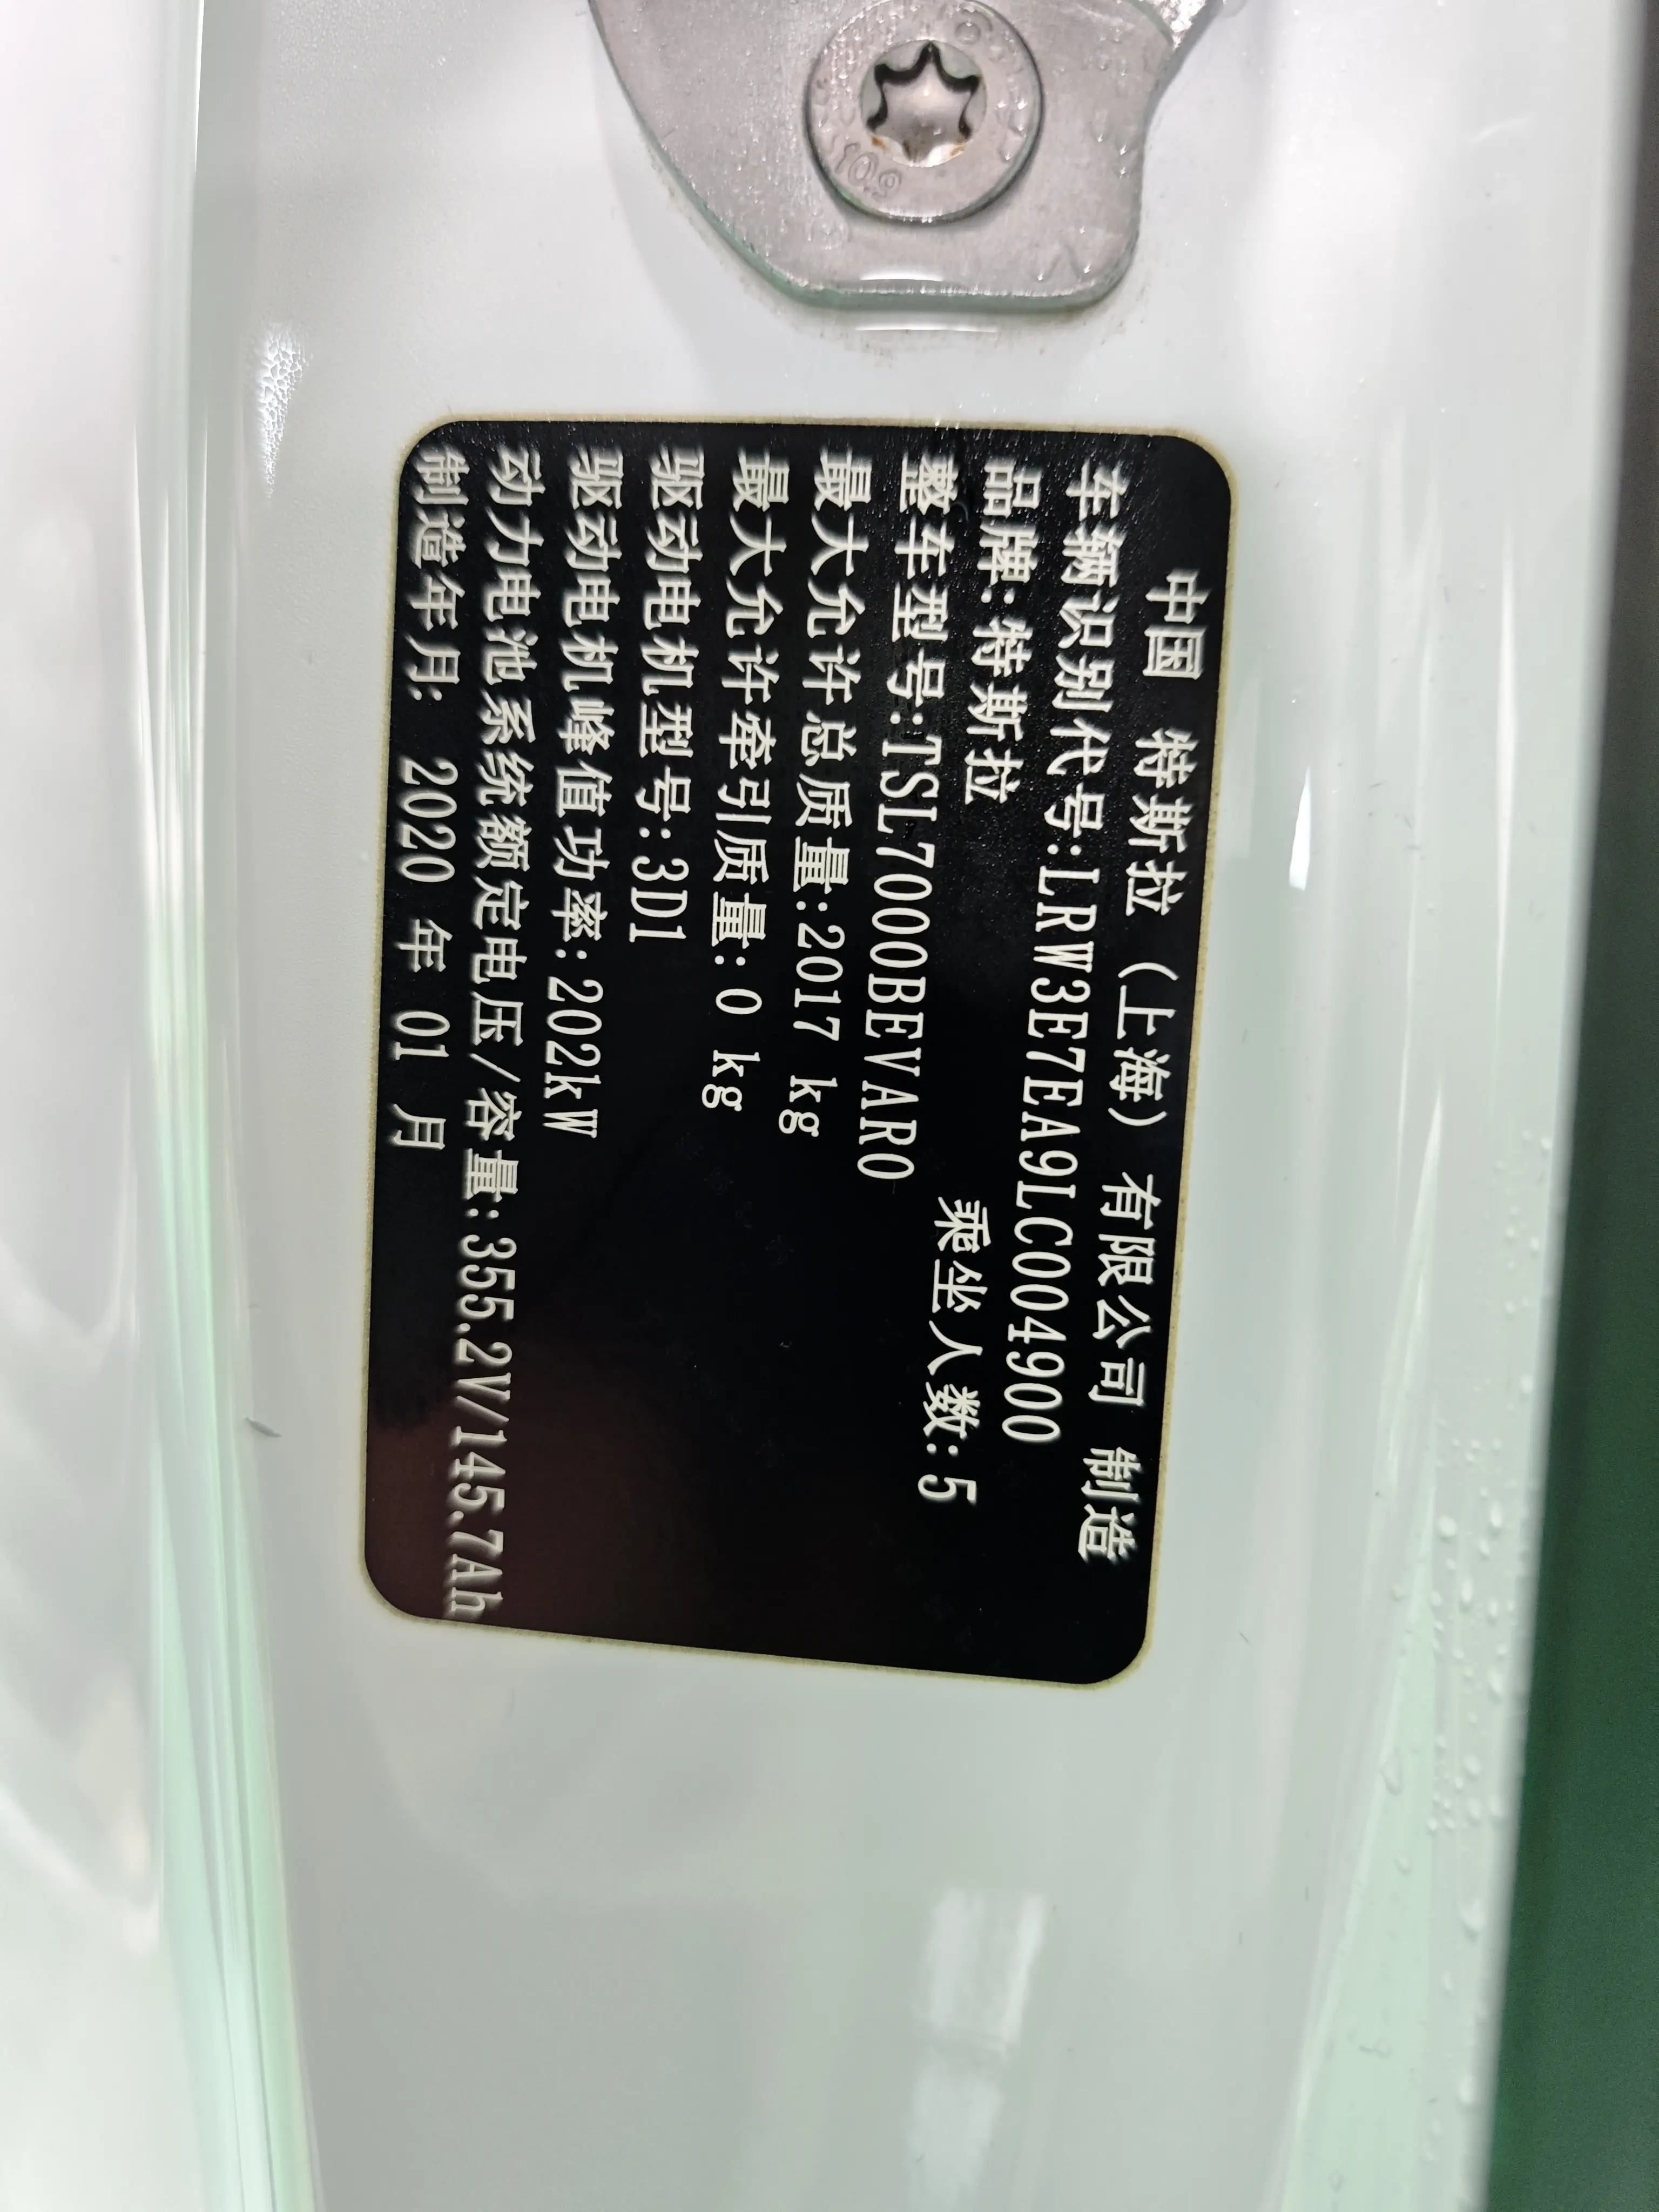 10.9
中国 特斯拉 (上海) 有限公司 制造
车辆识别代号:LRW3E7EA9LC004900
品牌:特斯拉 乘坐人数:5
整车型号:TSL7000BEVAR0
最大允许总质量:2017 kg
最大允许牵引质量: 0 kg
驱动电机型号:3D1
驱动电机峰值功率:202kW
动力电池系统额定电压/容量:355.2V/145.7Ah
制造年月: 2020 年 01 月